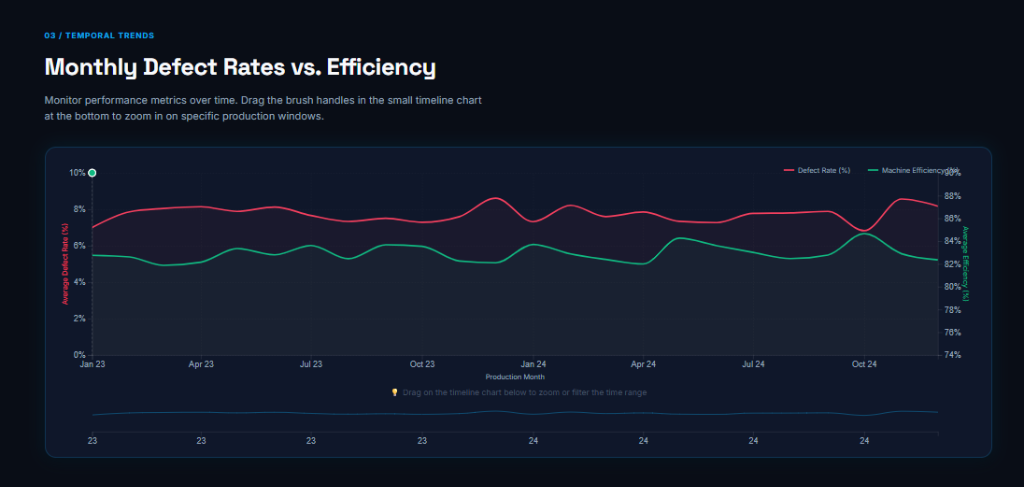 03 / TEMPORAL TRENDS
Monthly Defect Rates vs. Efficiency
Monitor performance metrics over time. Drag the brush handles in the small timeline chart
at the bottom to zoom in on specific production windows.
Defect Rate (%)
Machine Efficiency (%)
Average Defect Rate (%)
10%
8%
6%
4%
2%
0%
90%
88%
86%
84%
82%
80%
78%
76%
74%
Average Efficiency (%)
Jan 23 Apr 23 Jul 23 Oct 23 Jan 24 Apr 24 Jul 24 Oct 24
Production Month
💡 Drag on the timeline chart below to zoom or filter the time range
23 23 23 23 24 24 24 24